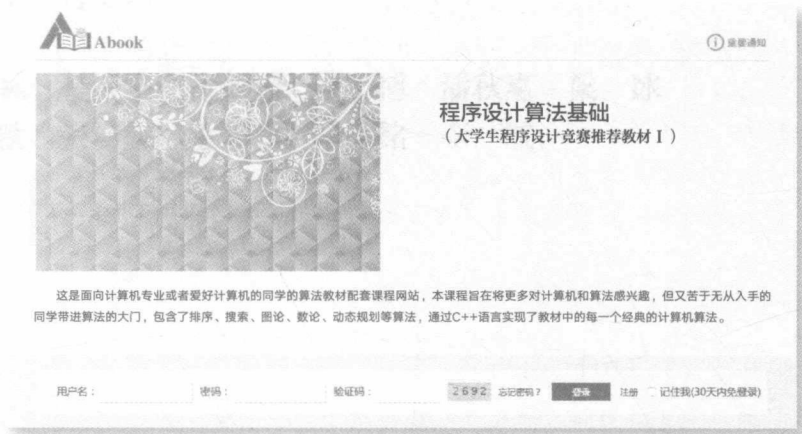 Abook
重要通知
程序设计算法基础
（大学生程序设计竞赛推荐教材 I ）
这是面向计算机专业或者爱好计算机的同学的算法教材配套课程网站，本课程旨在将更多对计算机和算法感兴趣，但又苦于无从入手的
同学带进算法的大门，包含了排序、搜索、图论、数论、动态规划等算法，通过C++语言实现了教材中的每一个经典的计算机算法。
用户名： 密码： 验证码： 2692 忘记密码？ 登录 注册 记住我(30天内免登录)